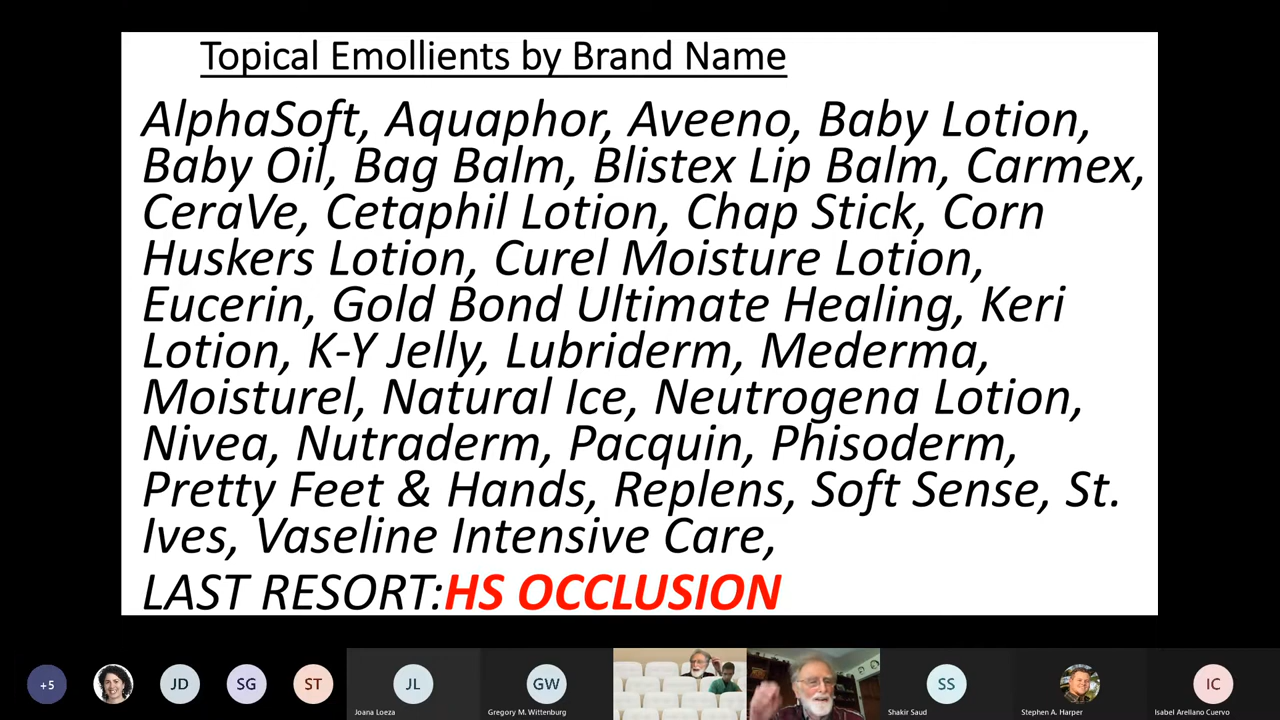 Topical Emollients by Brand Name
AlphaSoft, Aquaphor, Aveeno, Baby Lotion,
Baby Oil, Bag Balm, Blistex Lip Balm, Carmex,
CeraVe, Cetaphil Lotion, Chap Stick, Corn
Huskers Lotion, Curel Moisture Lotion,
Eucerin, Gold Bond Ultimate Healing, Keri
Lotion, K-Y Jelly, Lubriderm, Mederma,
Moisturel, Natural Ice, Neutrogena Lotion,
Nivea, Nutraderm, Pacquin, Phisoderm,
Pretty Feet & Hands, Replens, Soft Sense, St.
Ives, Vaseline Intensive Care,
LAST RESORT:HS OCCLUSION
+5 JD SG ST JL GW SS IC
Joana Loeza Gregory M. Wittenburg Shakir Saud Stephen A. Harper Isabel Arellano Cuervo